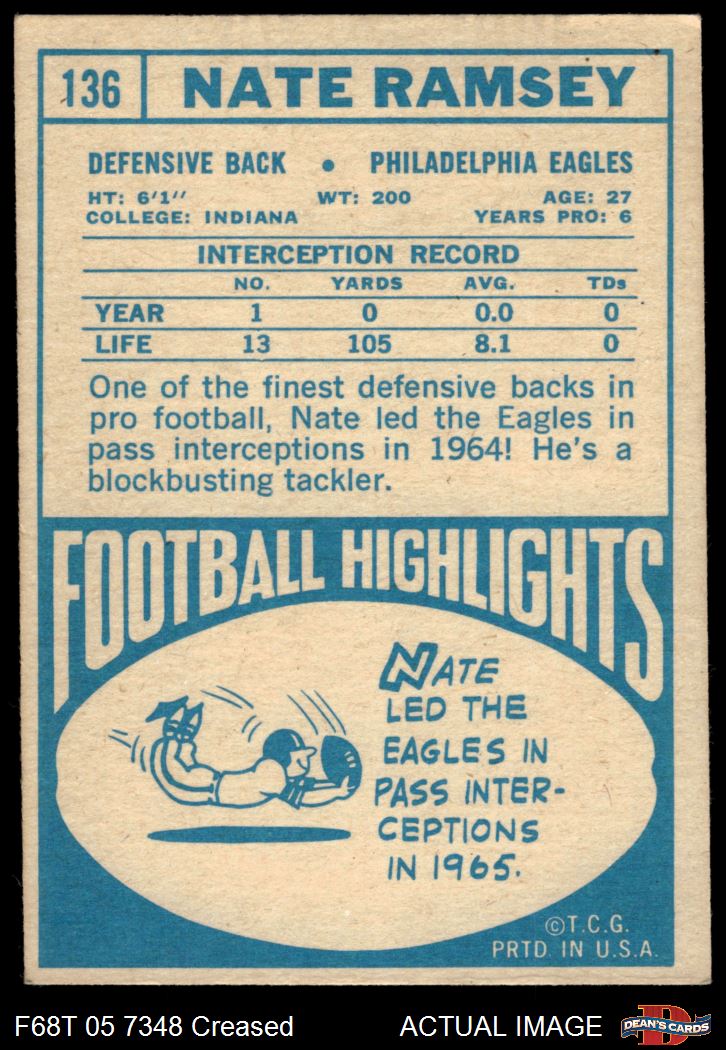 136 NATE RAMSEY
DEFENSIVE BACK • PHILADELPHIA EAGLES
HT: 6'1" WT: 200 AGE: 27
COLLEGE: INDIANA YEARS PRO: 6
INTERCEPTION RECORD
NO. YARDS AVG. TDs
YEAR 1 0 0.0 0
LIFE 13 105 8.1 0
One of the finest defensive backs in
pro football, Nate led the Eagles in
pass interceptions in 1964! He's a
blockbusting tackler.
FOOTBALL HIGHLIGHTS
NATE
LED THE
EAGLES IN
PASS INTER-
CEPTIONS
IN 1965.
©T.C.G.
PRTD. IN U.S.A.
F68T 05 7348 Creased ACTUAL IMAGE D DEAN'S CARDS